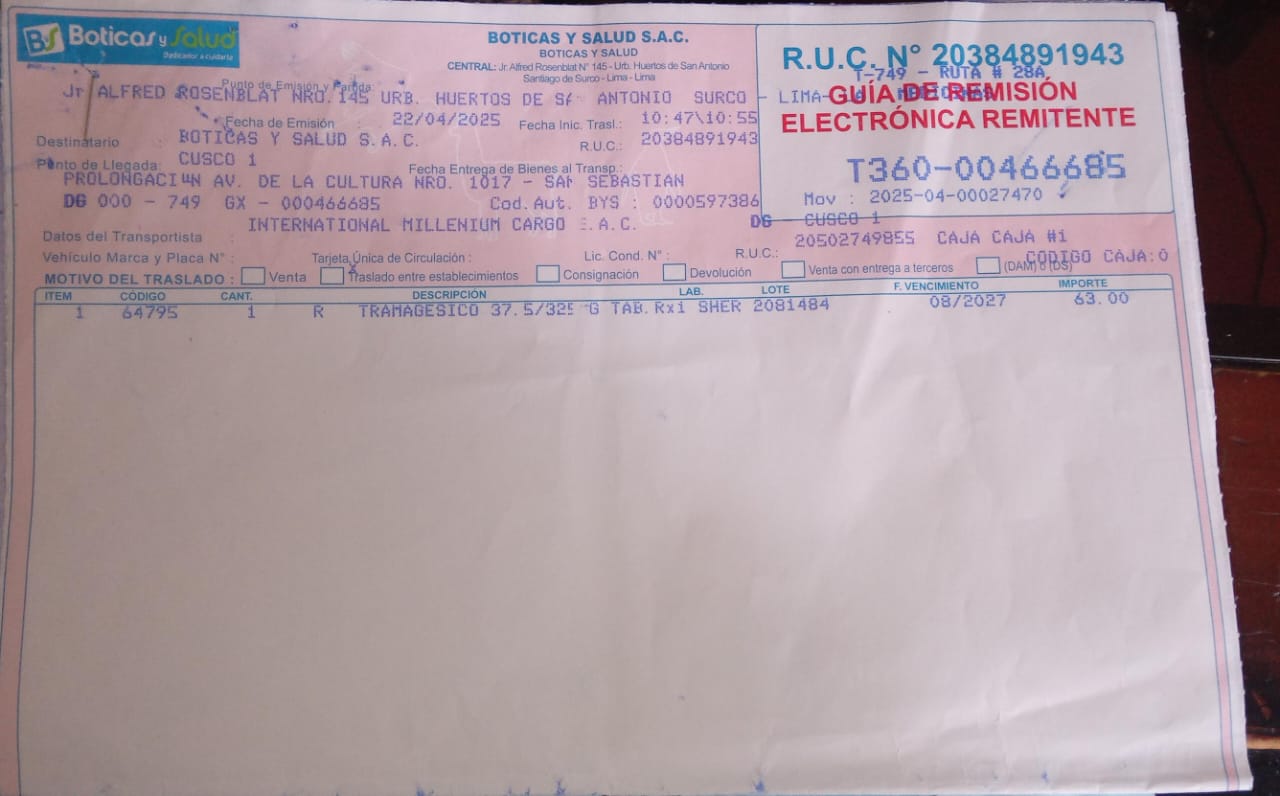 BS Boticas y Salud
Dedicados a cuidarte
BOTICAS Y SALUD S.A.C.
BOTICAS Y SALUD
CENTRAL: Jr. Alfred Rosenblat N° 145 - Urb. Huertos de San Antonio
Santiago de Surco - Lima - Lima
R.U.C. N° 20384891943
T-749 - RUTA # 28A
GUÍA DE REMISIÓN
ELECTRÓNICA REMITENTE
T360-00466685
Mov : 2025-04-00027470
Punto de Emisión y Partida:
Jr ALFRED ROSENBLAT NRO. 145 URB. HUERTOS DE ANTONIO SURCO - LIMA-
Fecha de Emisión : 22/04/2025 Fecha Inic. Trasl.: 10:47\10:55
Destinatario : BOTICAS Y SALUD S.A.C. R.U.C.: 20384891943
Punto de Llegada: CUSCO 1 Fecha Entrega de Bienes al Transp.:
PROLONGACI AV. DE LA CULTURA NRO. 1017 - SAN SEBASTIAN
DG 000 - 749 GX - 000466685 Cod. Aut. BYS : 0000597386
DG - CUSCO 1
INTERNATIONAL MILLENIUM CARGO .A.C.
Datos del Transportista : 20502749855 CAJA CAJA #1
Vehículo Marca y Placa N° : Tarjeta Única de Circulación : Lic. Cond. N° : R.U.C.: CODIGO CAJA:0
MOTIVO DEL TRASLADO : Venta X Traslado entre establecimientos Consignación Devolución Venta con entrega a terceros (DAM) ó (DS)
ITEM CÓDIGO CANT. DESCRIPCIÓN LAB. LOTE F. VENCIMIENTO IMPORTE
1 64795 1 R TRAMAGESICO 37.5/325 G TAB.Rx1 SHER 2081484 08/2027 63.00